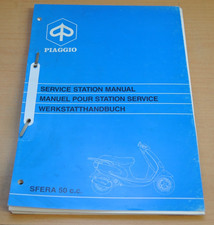 PIAGGIO
SERVICE STATION MANUAL
MANUEL POUR STATION SERVICE
WERKSTATTHANDBUCH
SFERA 50 c.c.